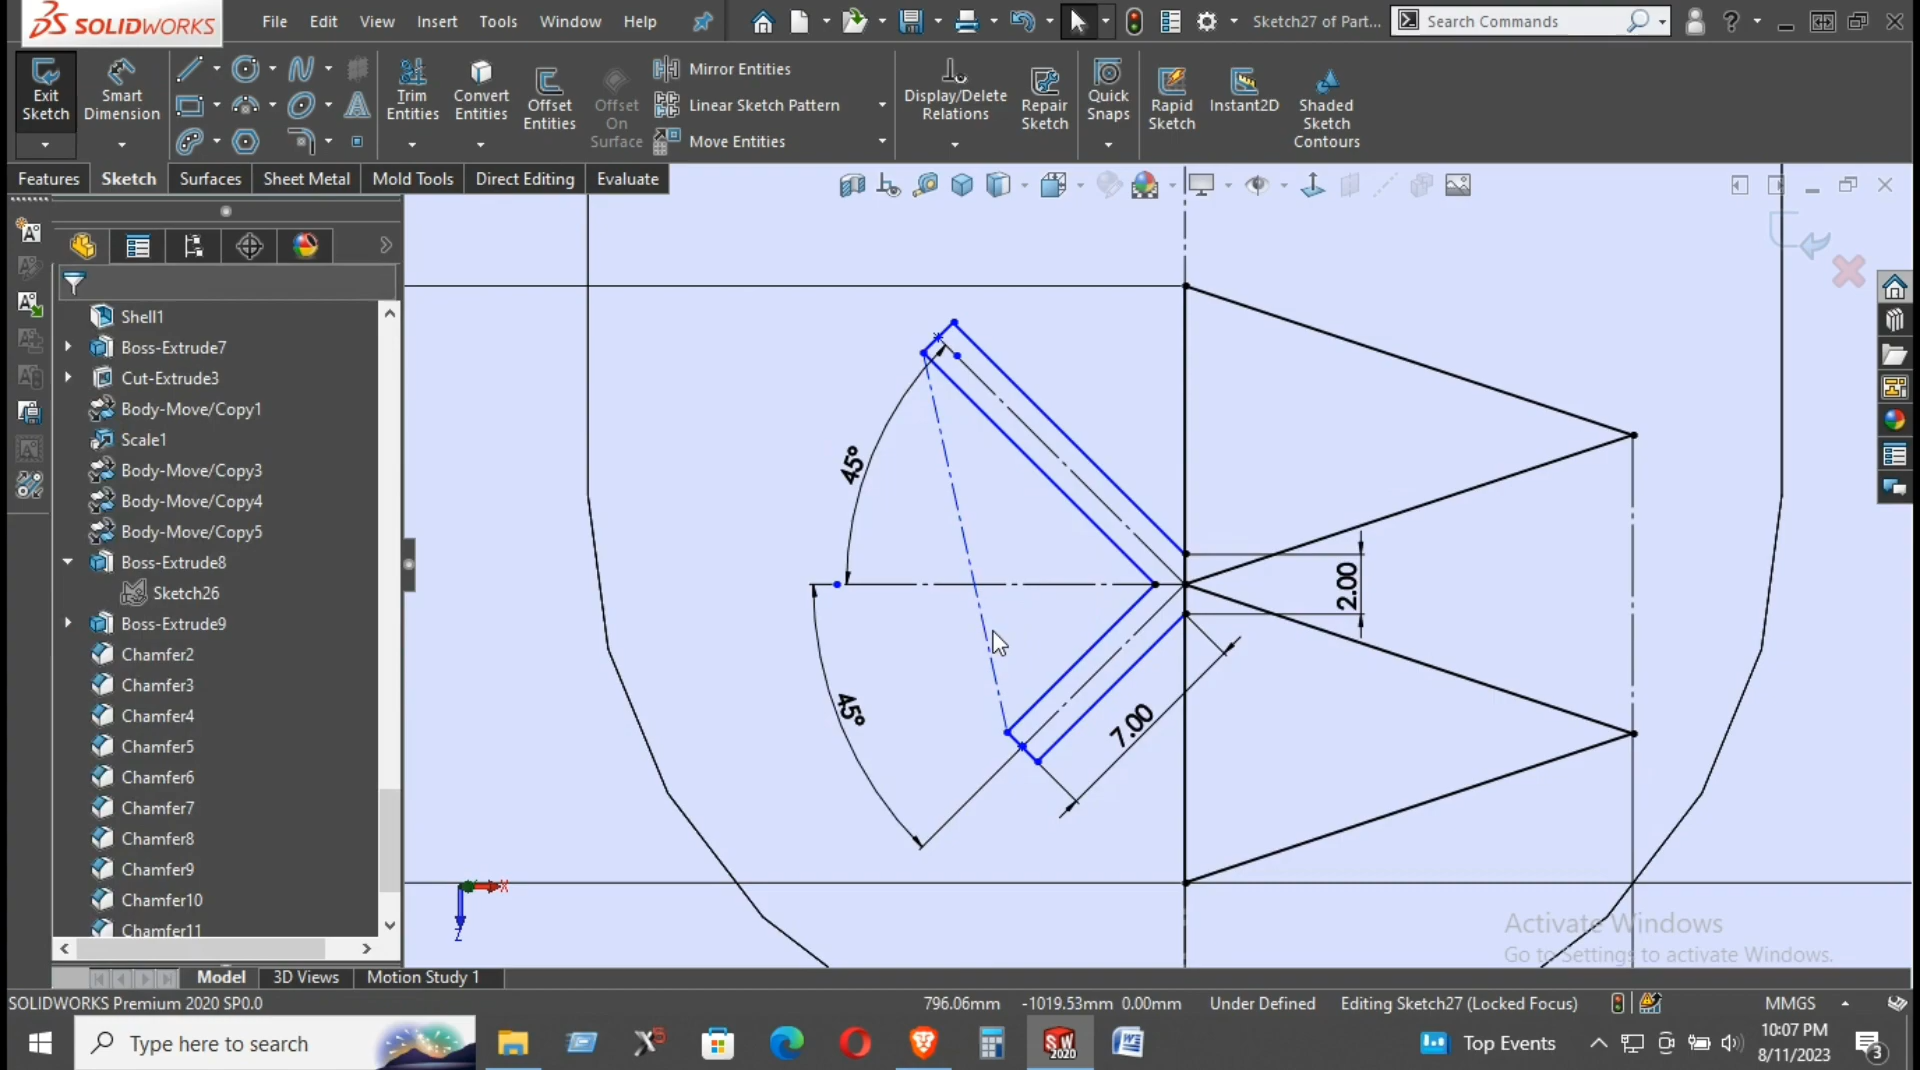 SOLIDWORKS File Edit View Insert Tools Window Help Sketch27 of Part... Search Commands ?
Exit Sketch
Smart Dimension
Trim Entities
Convert Entities
Offset Entities
Offset On Surface
Mirror Entities
Linear Sketch Pattern
Move Entities
Display/Delete Relations
Repair Sketch
Quick Snaps
Rapid Sketch
Instant2D
Shaded Sketch Contours
Features Sketch Surfaces Sheet Metal Mold Tools Direct Editing Evaluate
Shell1
Boss-Extrude7
Cut-Extrude3
Body-Move/Copy1
Scale1
Body-Move/Copy3
Body-Move/Copy4
Body-Move/Copy5
Boss-Extrude8
Sketch26
Boss-Extrude9
Chamfer2
Chamfer3
Chamfer4
Chamfer5
Chamfer6
Chamfer7
Chamfer8
Chamfer9
Chamfer10
Chamfer11
45°
45°
2.00
7.00
X
Z
Activate Windows
Go to Settings to activate Windows.
Model 3D Views Motion Study 1
SOLIDWORKS Premium 2020 SP0.0 796.06mm -1019.53mm 0.00mm Under Defined Editing Sketch27 (Locked Focus) MMGS
Type here to search
SW 2020
Top Events
10:07 PM
8/11/2023
3